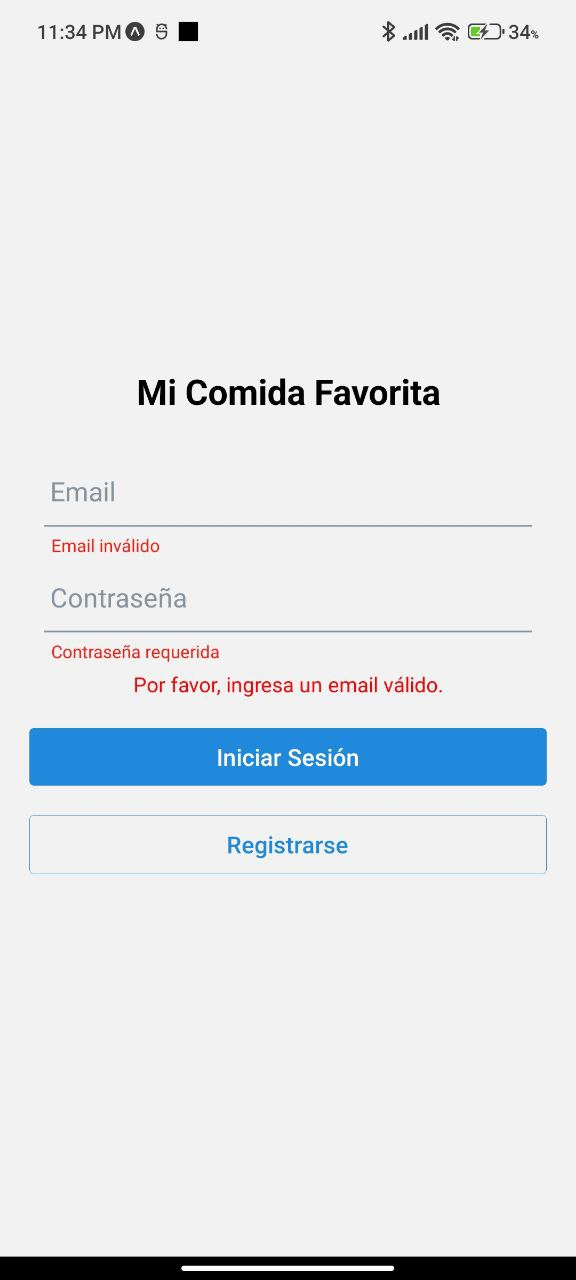 11:34 PM 34%
Mi Comida Favorita
Email
Email inválido
Contraseña
Contraseña requerida
Por favor, ingresa un email válido.
Iniciar Sesión
Registrarse